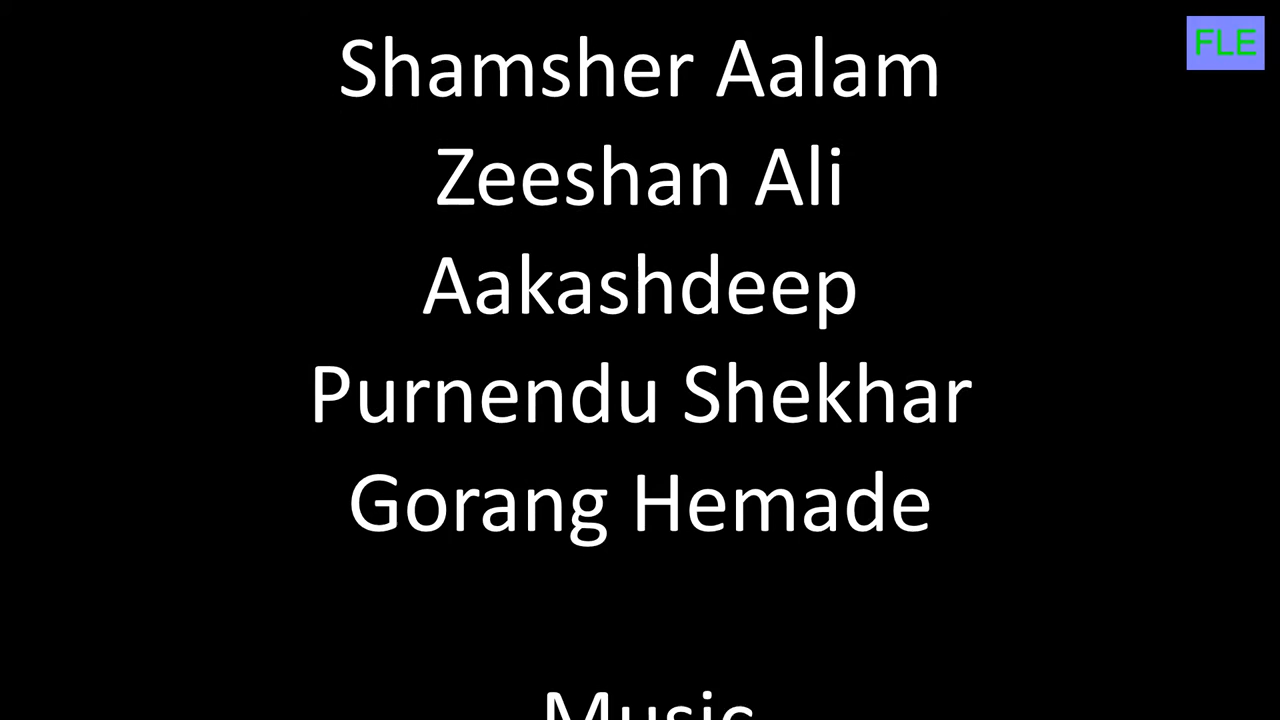 FLE
Shamsher Aalam
Zeeshan Ali
Aakashdeep
Purnendu Shekhar
Gorang Hemade
Music